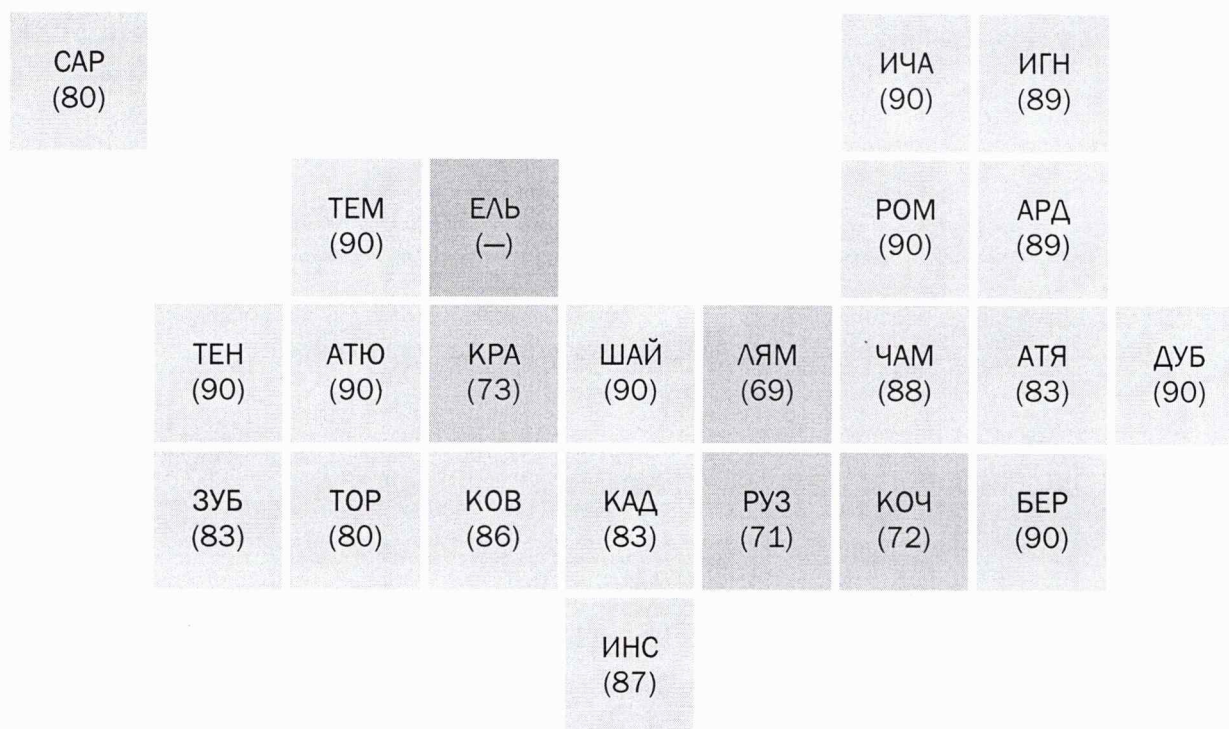 САР
(80)
ИЧА
(90)
ИГН
(89)
ТЕМ
(90)
ЕЛЬ
(—)
РОМ
(90)
АРД
(89)
ТЕН
(90)
АТЮ
(90)
КРА
(73)
ШАЙ
(90)
ЛЯМ
(69)
ЧАМ
(88)
АТЯ
(83)
ДУБ
(90)
ЗУБ
(83)
ТОР
(80)
КОВ
(86)
КАД
(83)
РУЗ
(71)
КОЧ
(72)
БЕР
(90)
ИНС
(87)